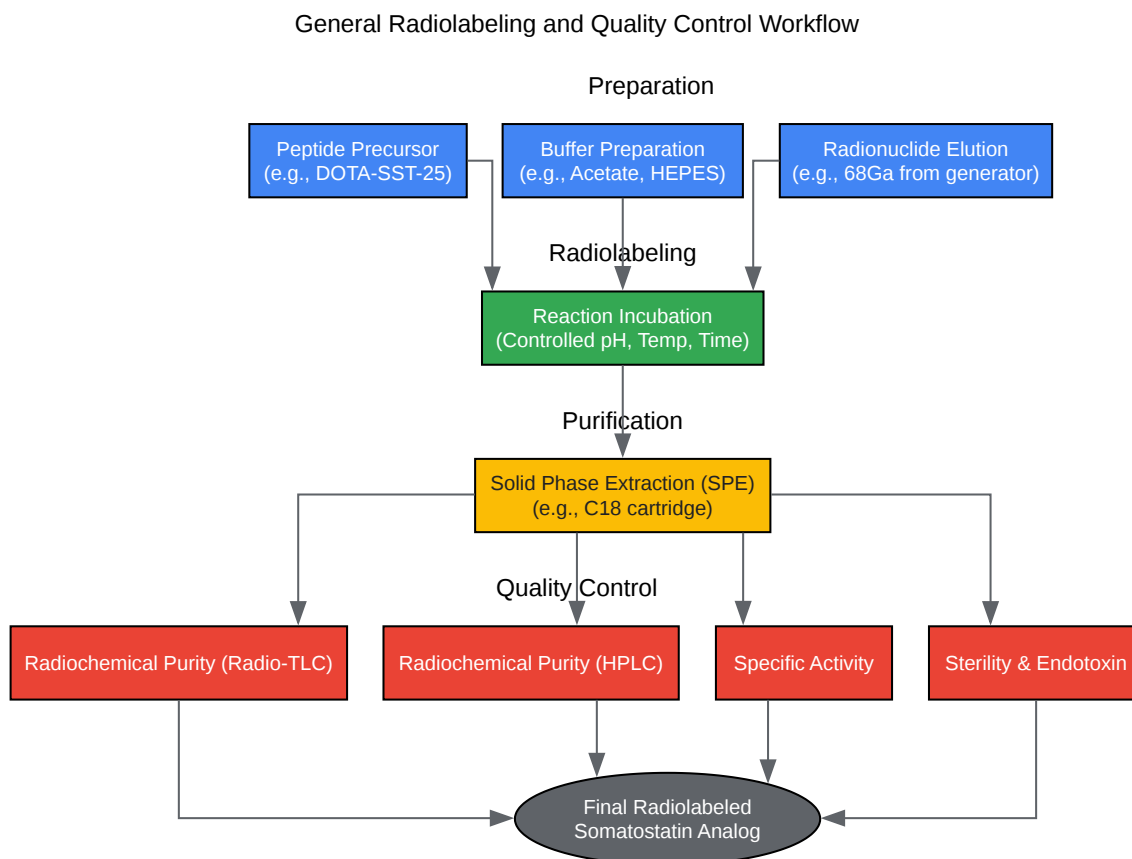 General Radiolabeling and Quality Control Workflow
Preparation
Peptide Precursor
(e.g., DOTA-SST-25)
Buffer Preparation
(e.g., Acetate, HEPES)
Radionuclide Elution
(e.g., 68Ga from generator)
Radiolabeling
Reaction Incubation
(Controlled pH, Temp, Time)
Purification
Solid Phase Extraction (SPE)
(e.g., C18 cartridge)
Quality Control
Radiochemical Purity (Radio-TLC)
Radiochemical Purity (HPLC)
Specific Activity
Sterility & Endotoxin
Final Radiolabeled
Somatostatin Analog